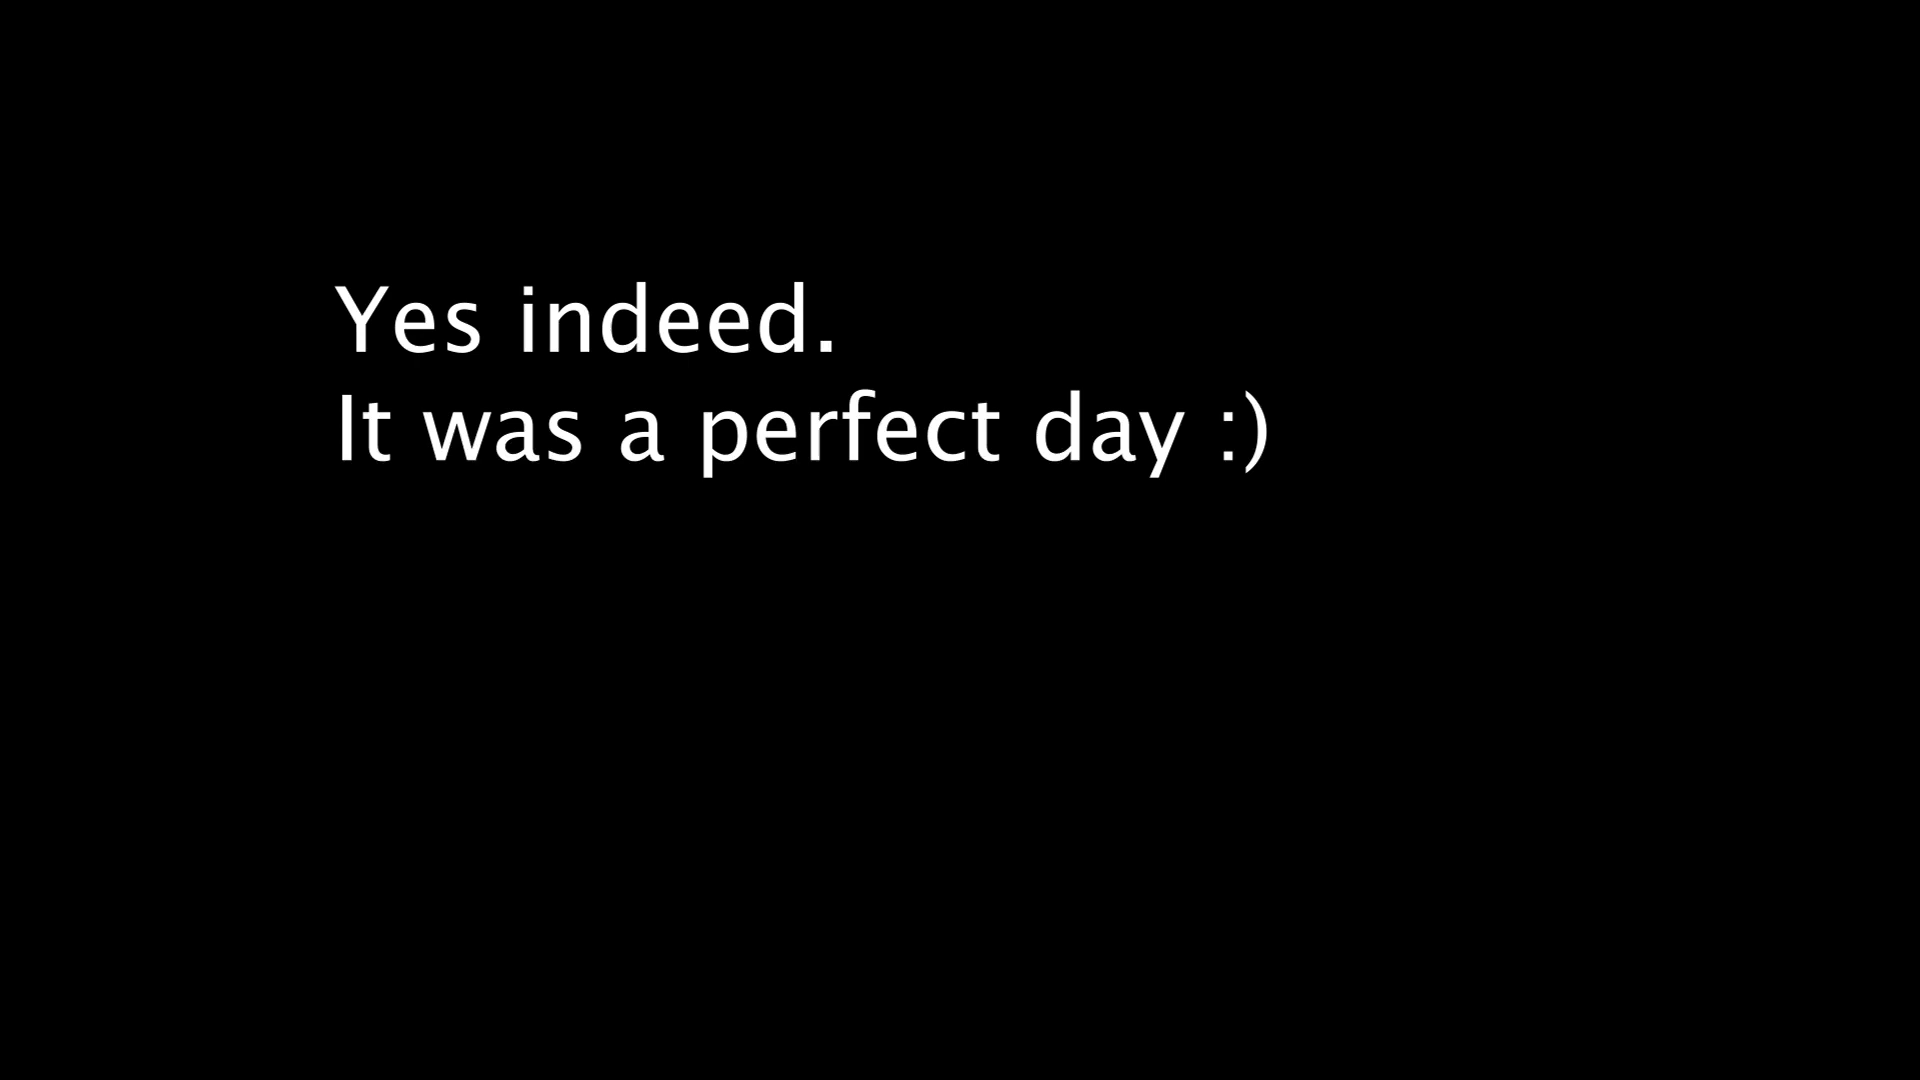 Yes indeed.
It was a perfect day :)